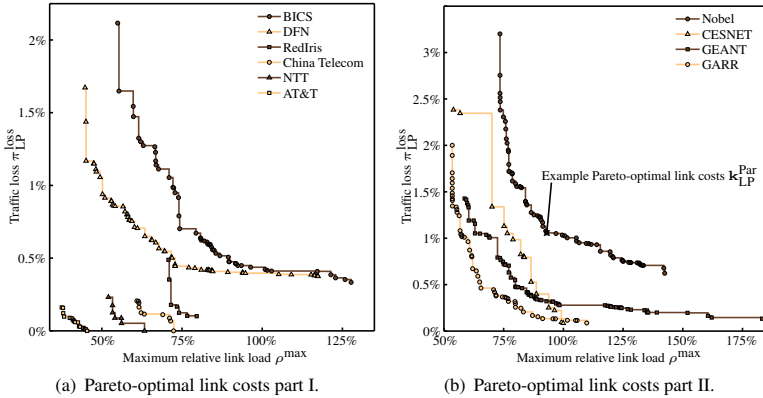 BICS
DFN
RedIris
China Telecom
NTT
AT&T
2%
1.5%
1%
0.5%
0%
Traffic loss π_LP^loss
50%
75%
100%
125%
Maximum relative link load ρ^max
(a) Pareto-optimal link costs part I.
Nobel
CESNET
GEANT
GARR
3%
2.5%
2%
1.5%
1%
0.5%
0%
Traffic loss π_LP^loss
Example Pareto-optimal link costs k_LP^Par
50%
75%
100%
125%
150%
175%
Maximum relative link load ρ^max
(b) Pareto-optimal link costs part II.